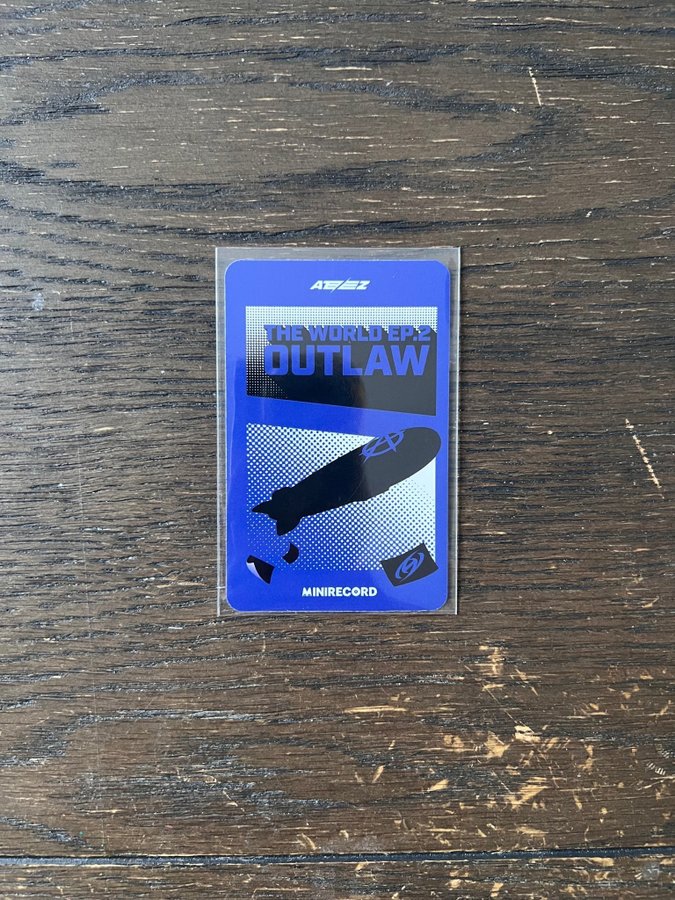 ATEEZ
THE WORLD EP.2
OUTLAW
MINIRECORD